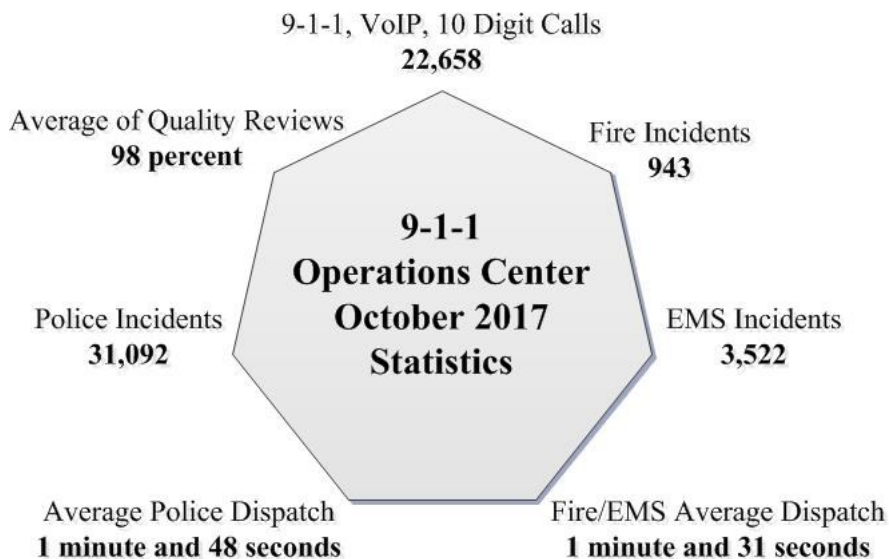 9-1-1, VoIP, 10 Digit Calls
22,658
Average of Quality Reviews
98 percent
Fire Incidents
943
9-1-1
Operations Center
October 2017
Statistics
Police Incidents
31,092
EMS Incidents
3,522
Average Police Dispatch
1 minute and 48 seconds
Fire/EMS Average Dispatch
1 minute and 31 seconds